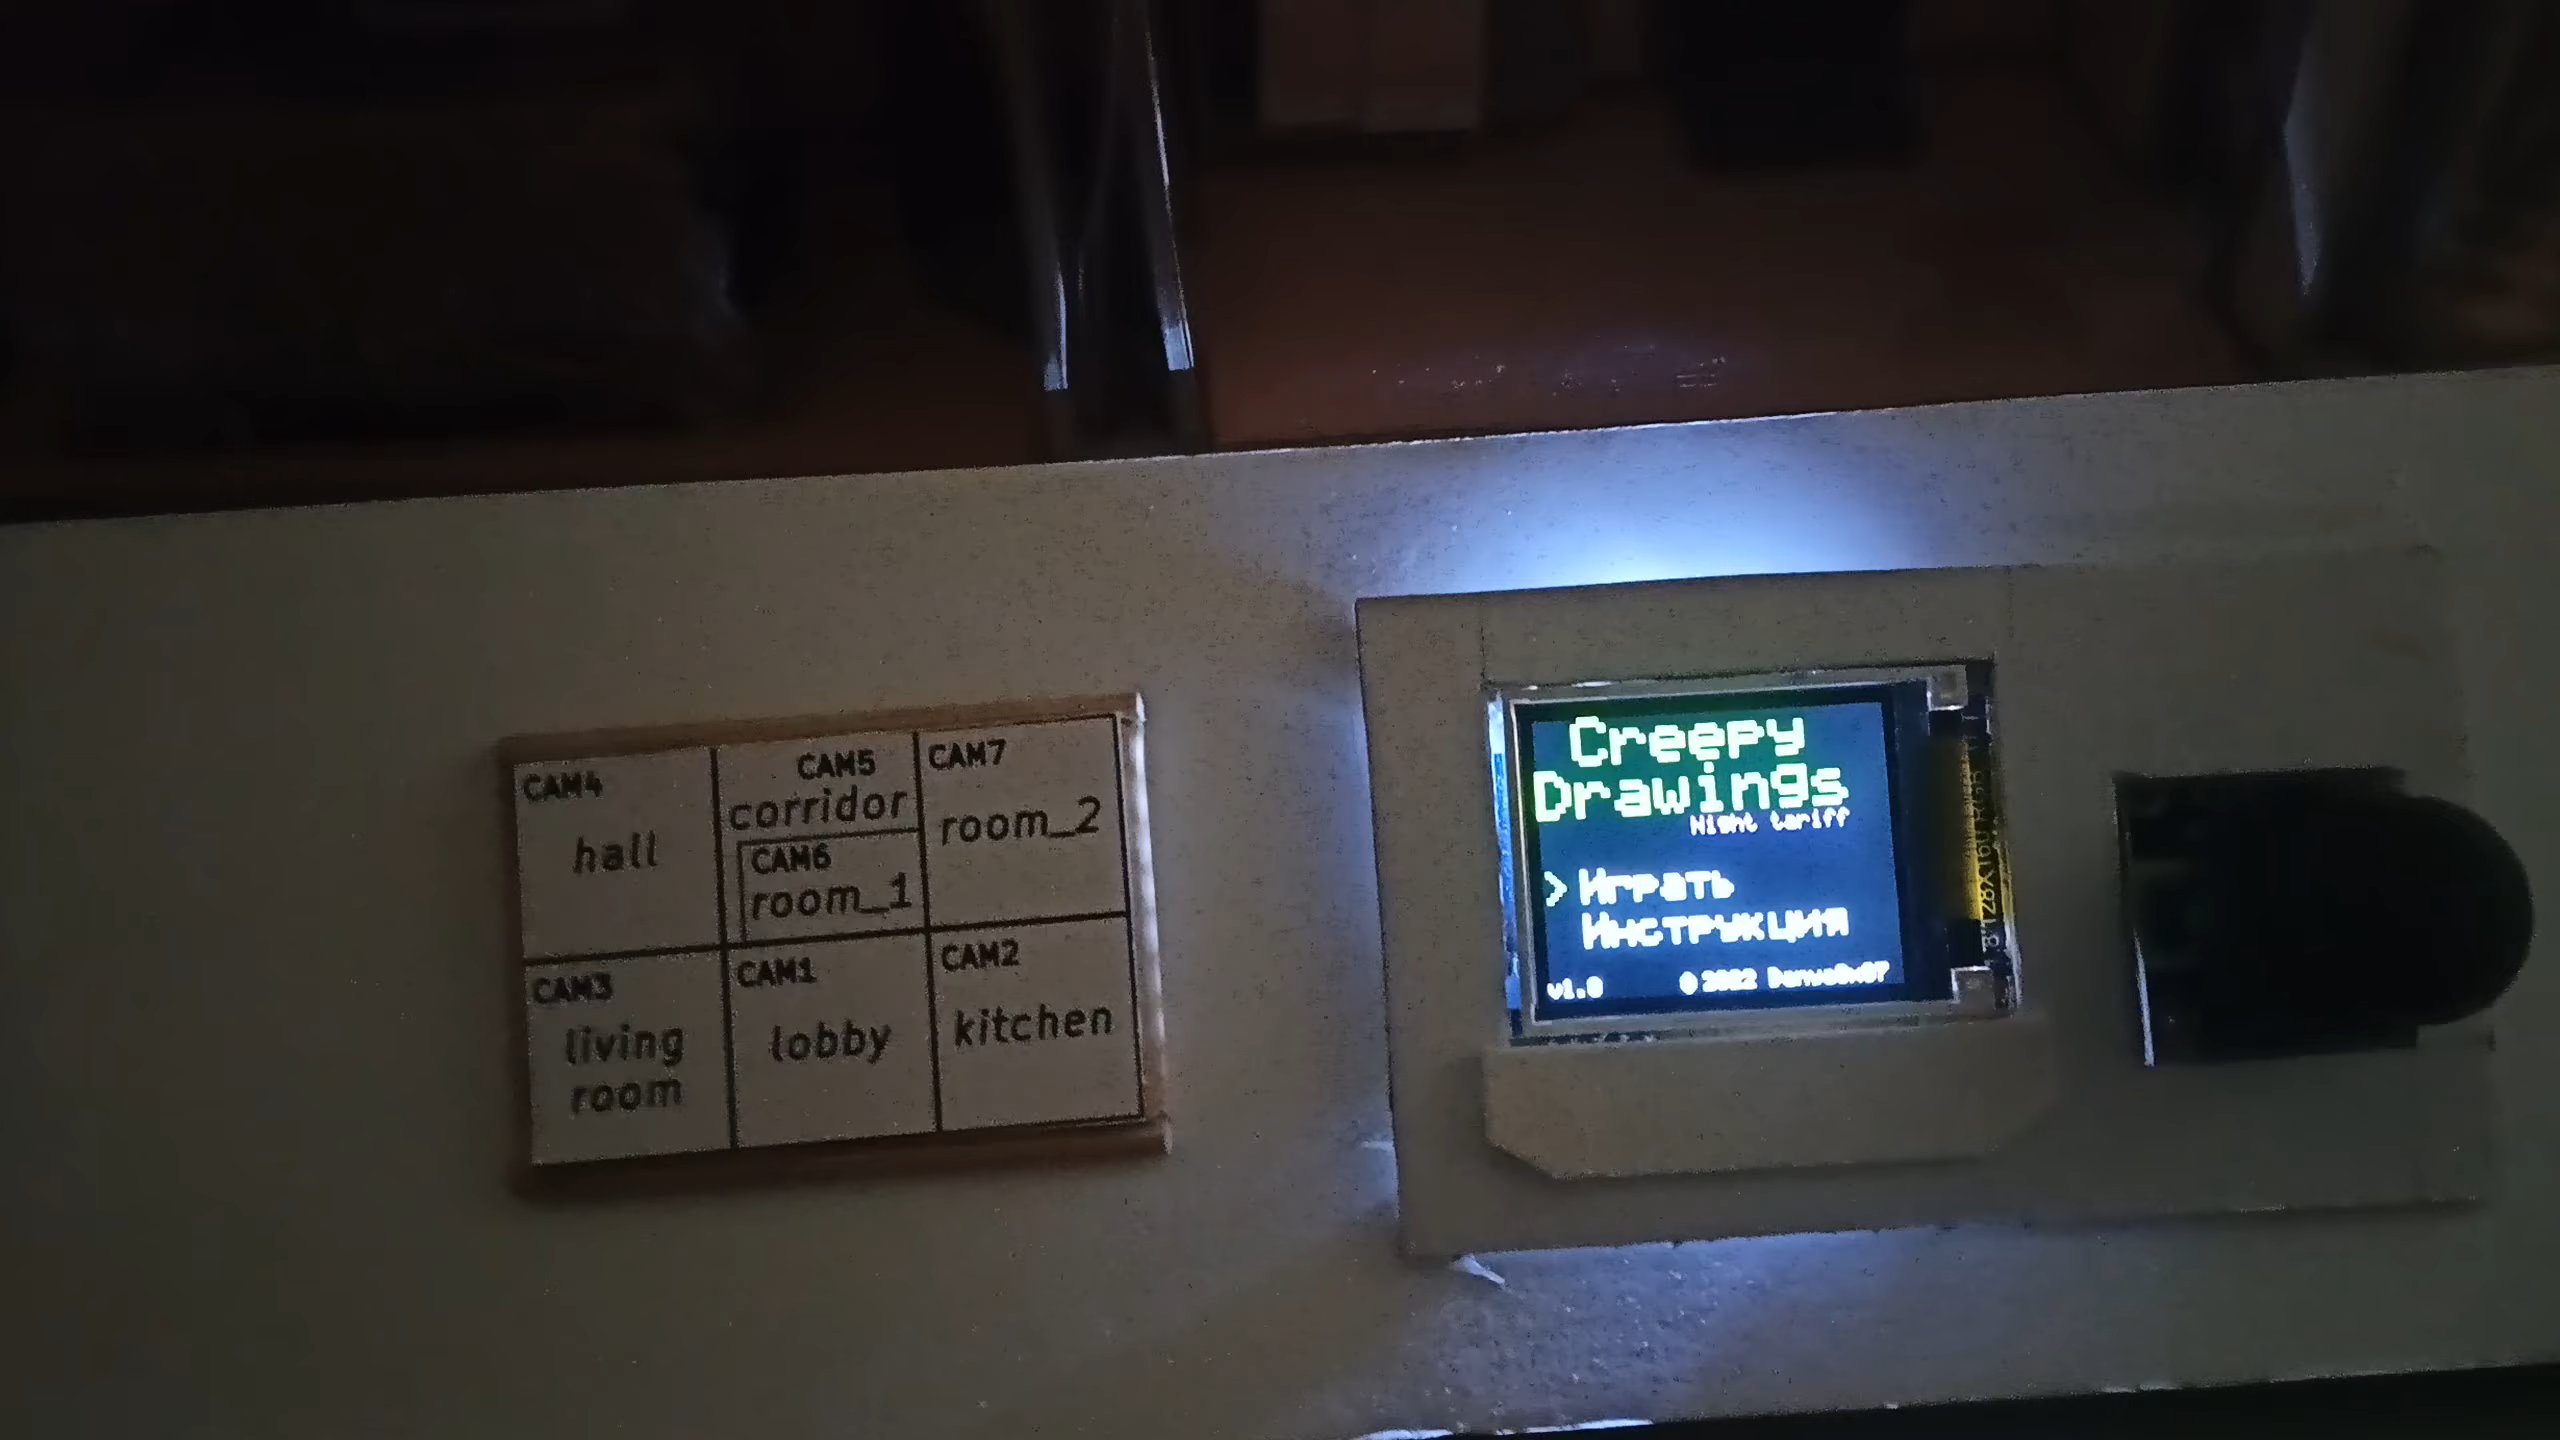 CAM4
hall
CAM5
corridor
CAM6
room_1
CAM7
room_2
CAM3
living
room
CAM1
lobby
CAM2
kitchen
Creepy
Drawings
Night tariff
> Играть
Инструкция
v1.0 © 2022